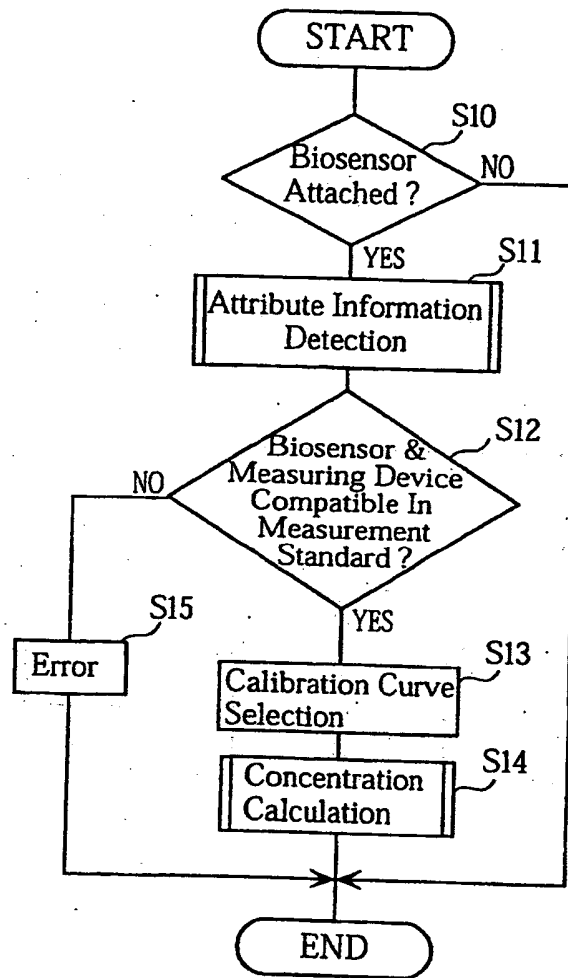 START
S10
Biosensor
Attached ?
NO
YES
S11
Attribute Information
Detection
S12
Biosensor &
Measuring Device
Compatible In
Measurement
Standard ?
NO
YES
S15
Error
S13
Calibration Curve
Selection
S14
Concentration
Calculation
END